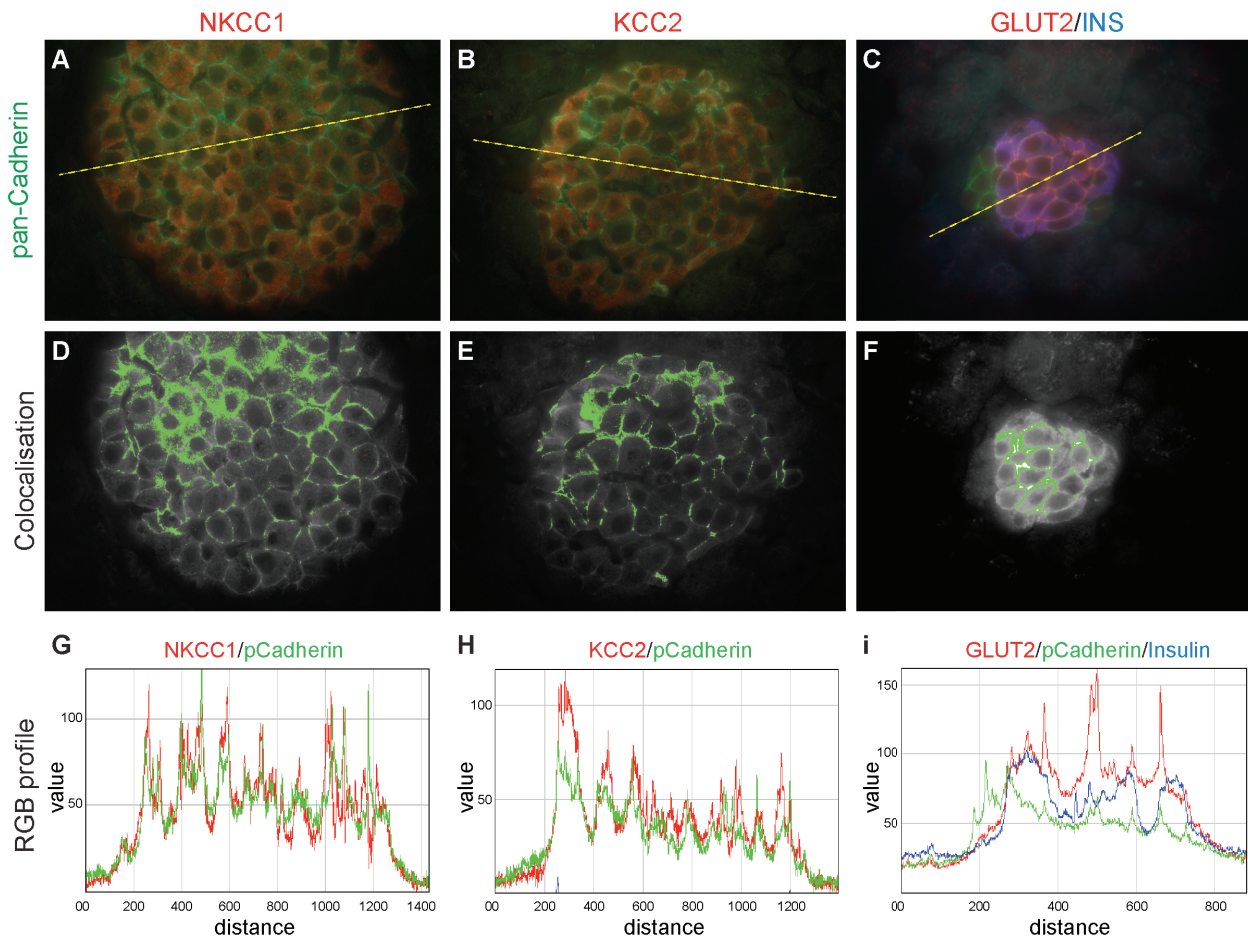 NKCC1 KCC2 GLUT2/INS
A B C
pan-Cadherin
D E F
Colocalisation
G H i
NKCC1/pCadherin KCC2/pCadherin GLUT2/pCadherin/Insulin
RGB profile
value
100
50
00 200 400 600 800 1000 1200 1400
distance
value
100
50
00 200 400 600 800 1000 1200
distance
value
150
100
50
00 200 400 600 800
distance